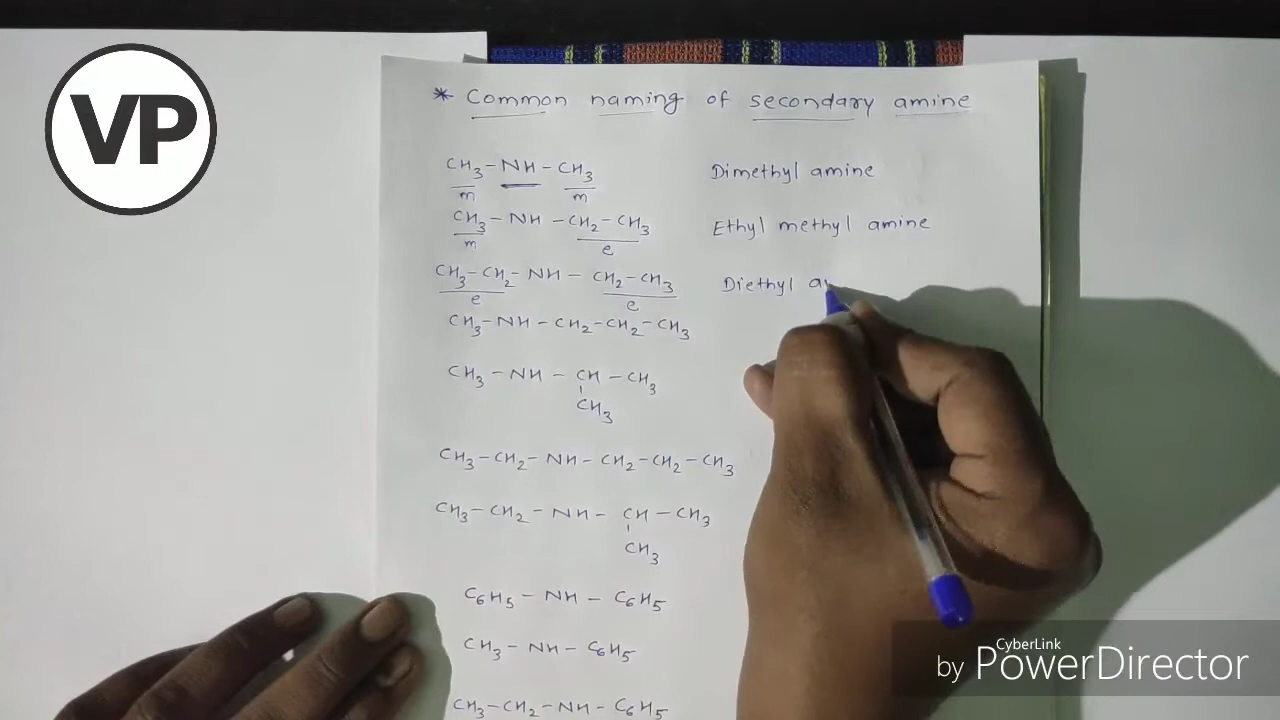 VP
* Common naming of secondary amine
CH3-NH-CH3 Dimethyl amine
m m
CH3-NH-CH2-CH3 Ethyl methyl amine
m e
CH3-CH2-NH-CH2-CH3 Diethyl
e e
CH3-NH-CH2-CH2-CH3
CH3-NH-CH-CH3
CH3
CH3-CH2-NH-CH2-CH2-CH3
CH3-CH2-NH-CH-CH3
CH3
C6H5-NH-C6H5
CH3-NH-C6H5
CH3-CH2-NH-C6H5
CyberLink
by PowerDirector